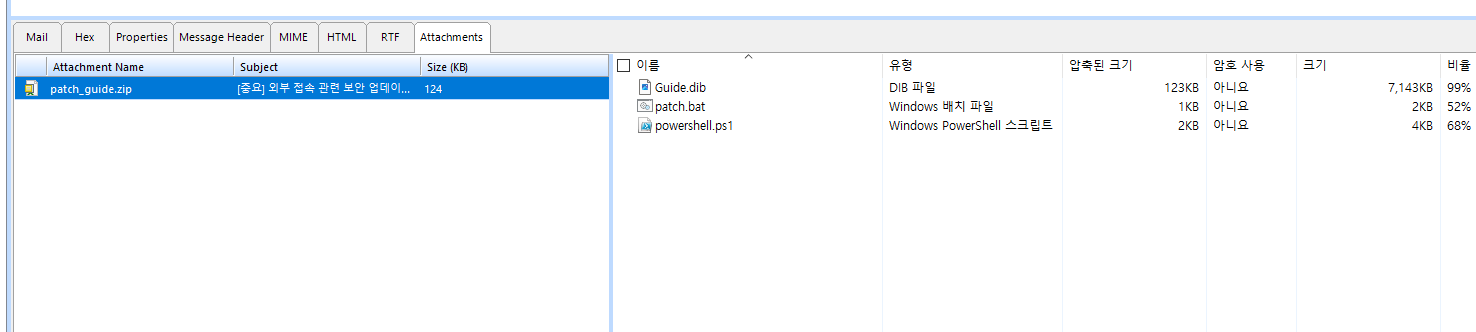 Mail Hex Properties Message Header MIME HTML RTF Attachments
Attachment Name Subject Size (KB)
patch_guide.zip [중요] 외부 접속 관련 보안 업데이... 124
이름 유형 압축된 크기 암호 사용 크기 비율
Guide.dib DIB 파일 123KB 아니요 7,143KB 99%
patch.bat Windows 배치 파일 1KB 아니요 2KB 52%
powershell.ps1 Windows PowerShell 스크립트 2KB 아니요 4KB 68%